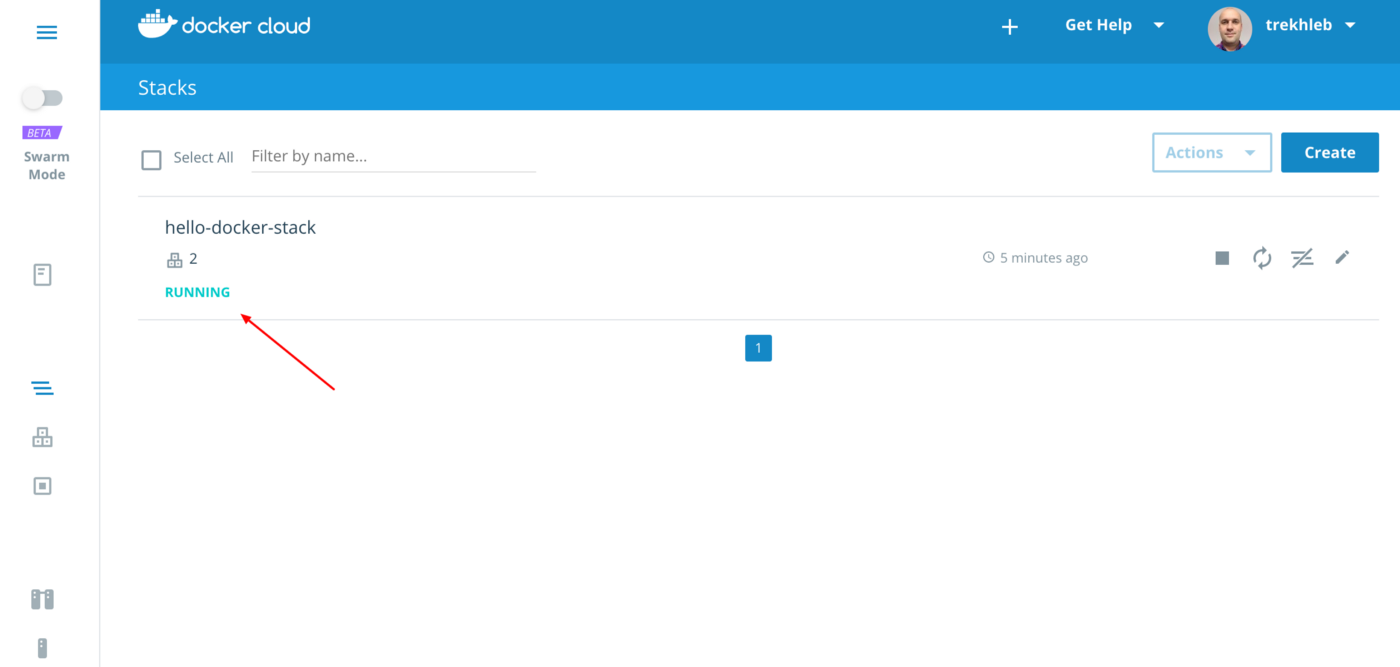 docker cloud
Get Help
trekhleb
Stacks
BETA
Swarm
Mode
Select All
Filter by name...
Actions
Create
hello-docker-stack
2
5 minutes ago
RUNNING
1